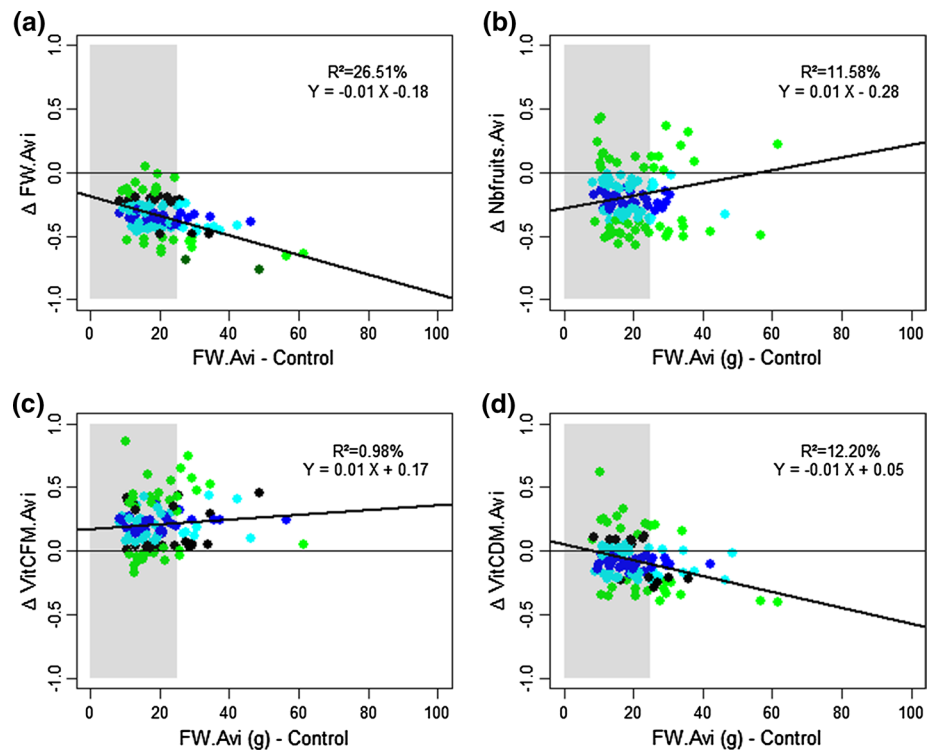 (a)
1.0
0.5
0.0
-0.5
-1.0
Δ FW.Avi
R²=26.51%
Y = -0.01 X -0.18
0 20 40 60 80 100
FW.Avi - Control
(b)
1.0
0.5
0.0
-0.5
-1.0
Δ Nbfruits.Avi
R²=11.58%
Y = 0.01 X - 0.28
0 20 40 60 80 100
FW.Avi (g) - Control
(c)
1.0
0.5
0.0
-0.5
-1.0
Δ VitCFM.Avi
R²=0.98%
Y = 0.01 X + 0.17
0 20 40 60 80 100
FW.Avi (g) - Control
(d)
1.0
0.5
0.0
-0.5
-1.0
Δ VitCDM.Avi
R²=12.20%
Y = -0.01 X + 0.05
0 20 40 60 80 100
FW.Avi (g) - Control